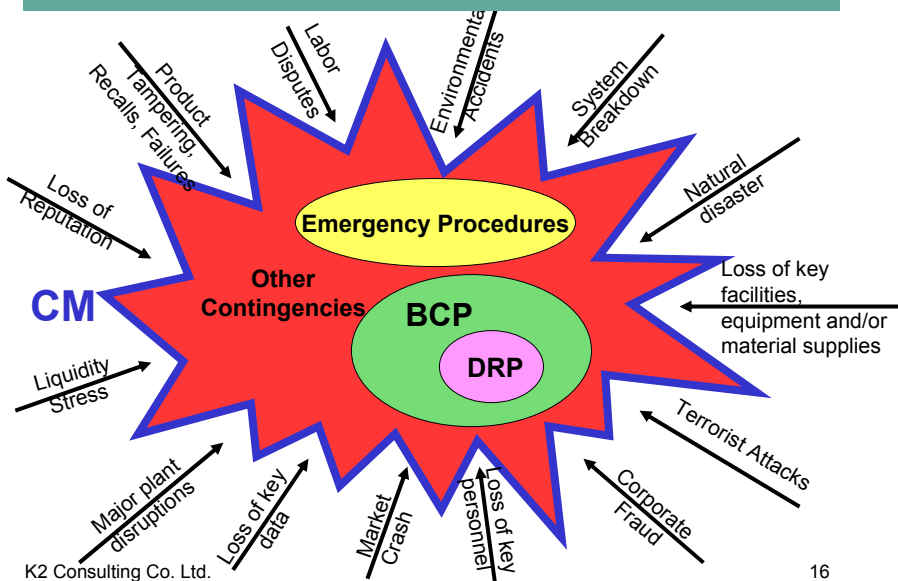 Labor
Disputes
Environmenta
Accidents
Product
Tampering,
Recalls, Failures
System
Breakdown
Loss of
Reputation
Natural
disaster
Emergency Procedures
Other
Contingencies
CM
BCP
DRP
Loss of key
facilities,
equipment and/or
material supplies
Liquidity
Stress
Terrorist Attacks
Major plant
disruptions
Loss of key
data
Market
Crash
Loss of key
personnel
Corporate
Fraud
K2 Consulting Co. Ltd.
16